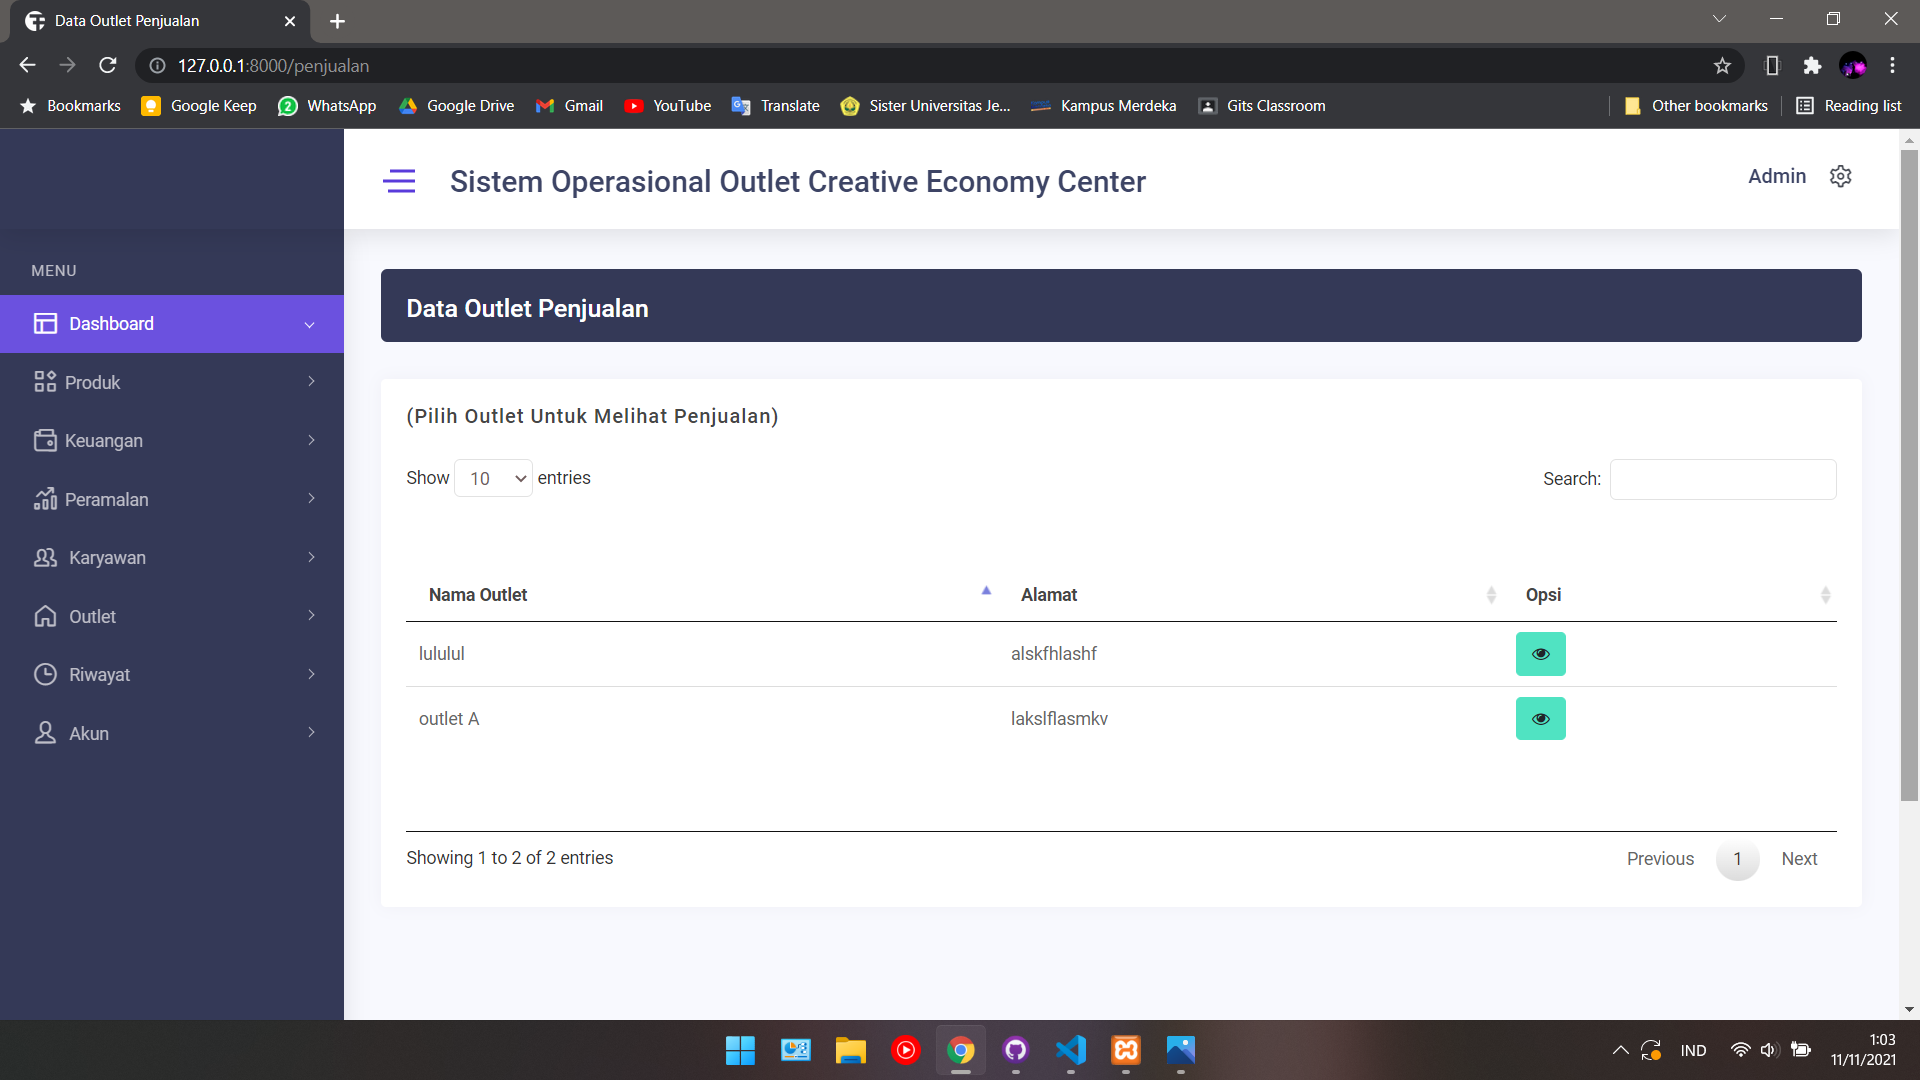 Data Outlet Penjualan
127.0.0.1:8000/penjualan
Bookmarks Google Keep WhatsApp Google Drive Gmail YouTube Translate Sister Universitas Je... Kampus Merdeka Gits Classroom Other bookmarks Reading list
Sistem Operasional Outlet Creative Economy Center
Admin
MENU
Dashboard
Produk
Keuangan
Peramalan
Karyawan
Outlet
Riwayat
Akun
Data Outlet Penjualan
(Pilih Outlet Untuk Melihat Penjualan)
Show 10 entries
Search:
Nama Outlet Alamat Opsi
lululul alskfhlashf
outlet A lakslflasmkv
Showing 1 to 2 of 2 entries
Previous 1 Next
IND
1:03
11/11/2021